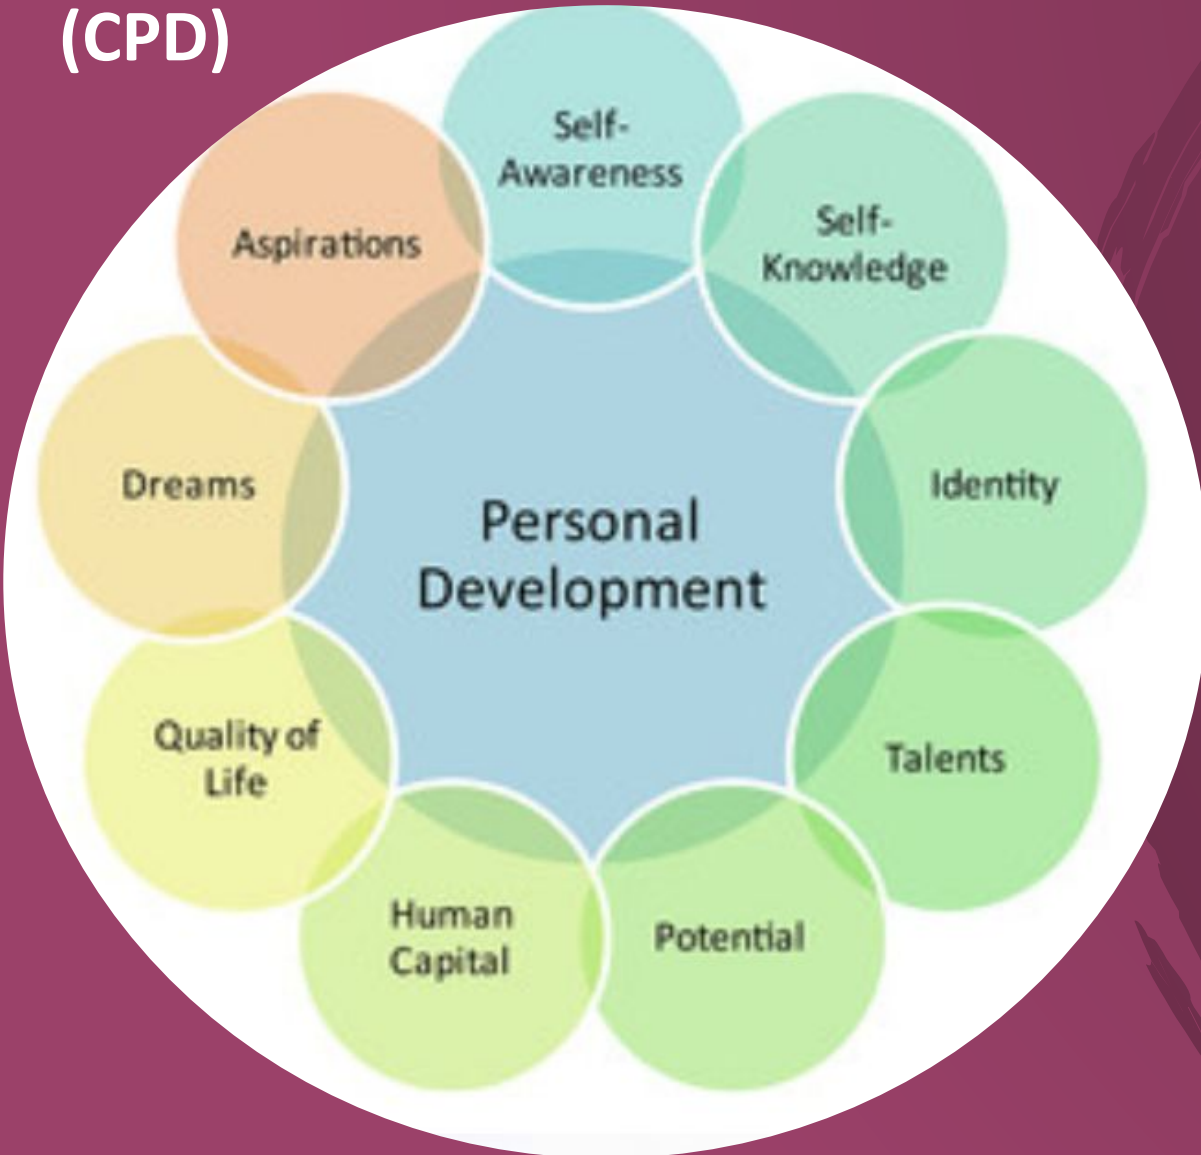 (CPD)
Self-
Awareness
Self-
Knowledge
Identity
Talents
Potential
Human
Capital
Quality of
Life
Dreams
Aspirations
Personal
Development